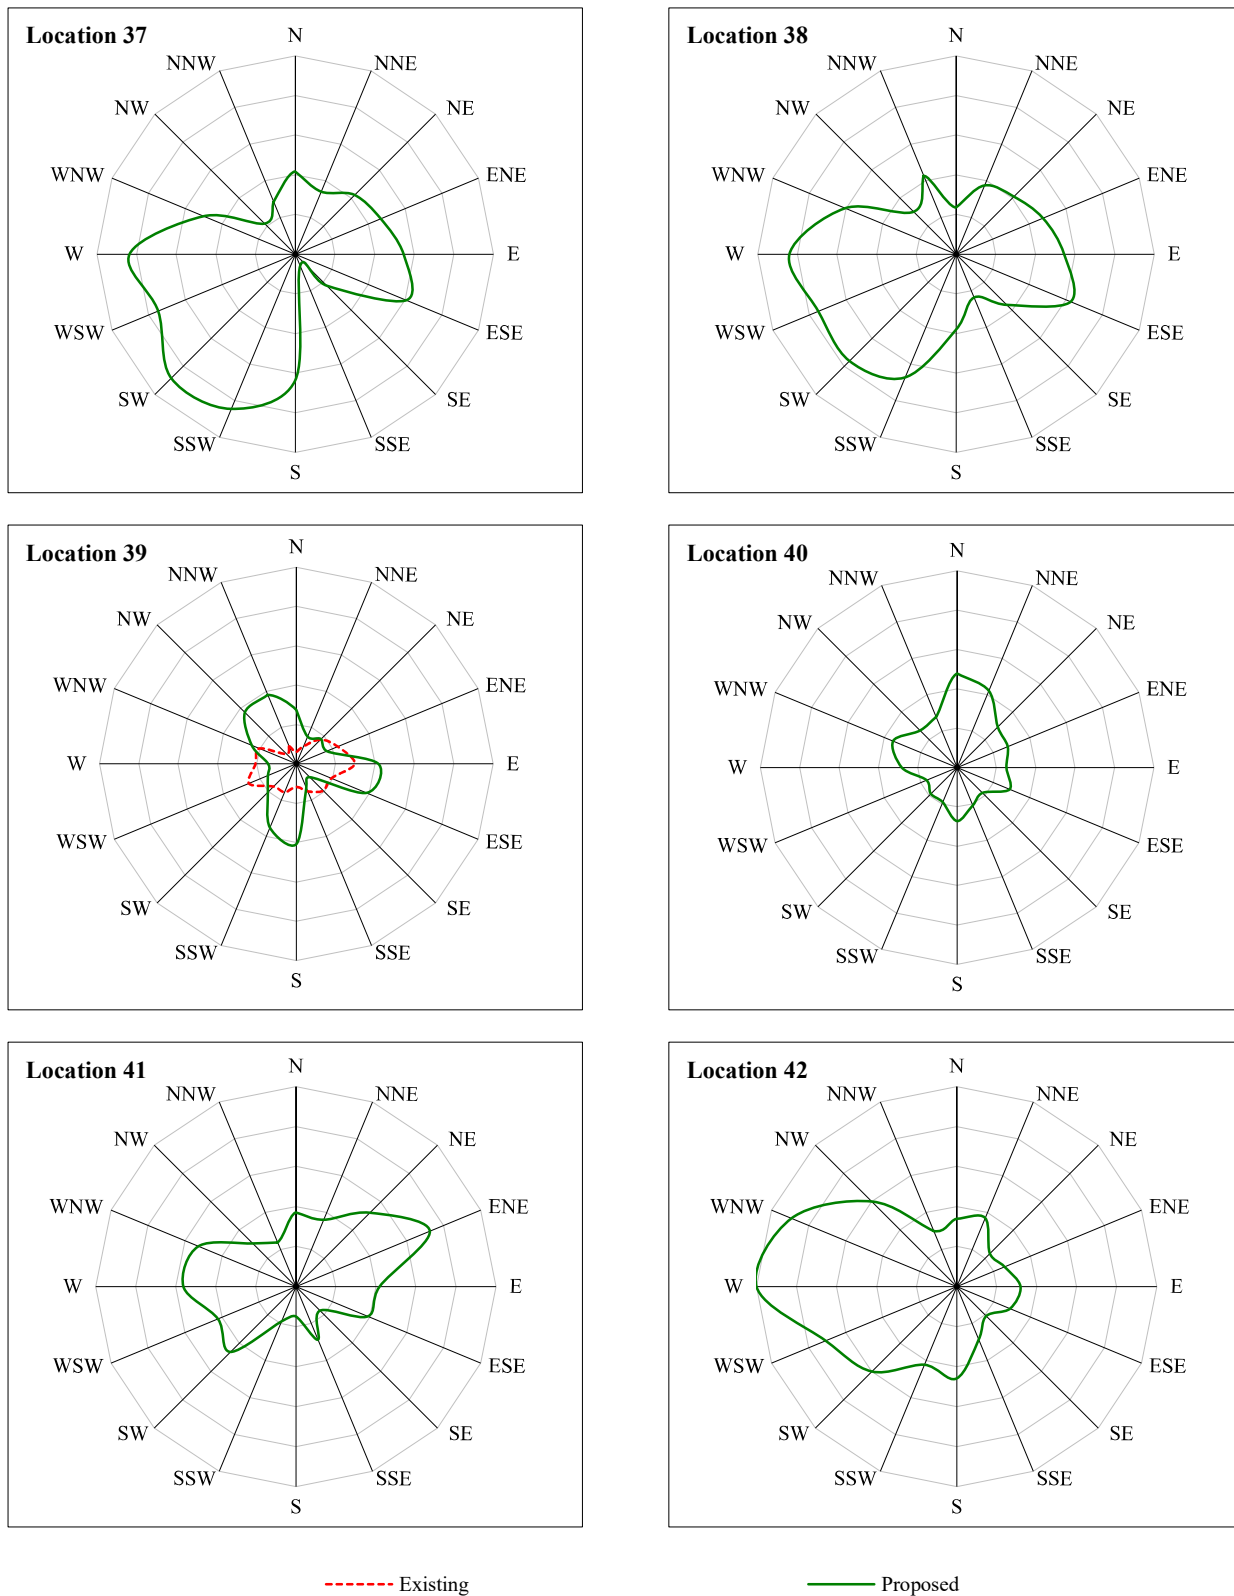 Location 37
N
NNE
NE
ENE
E
ESE
SE
SSE
S
SSW
SW
WSW
W
WNW
NW
NNW
Location 38
N
NNE
NE
ENE
E
ESE
SE
SSE
S
SSW
SW
WSW
W
WNW
NW
NNW
Location 39
N
NNE
NE
ENE
E
ESE
SE
SSE
S
SSW
SW
WSW
W
WNW
NW
NNW
Location 40
N
NNE
NE
ENE
E
ESE
SE
SSE
S
SSW
SW
WSW
W
WNW
NW
NNW
Location 41
N
NNE
NE
ENE
E
ESE
SE
SSE
S
SSW
SW
WSW
W
WNW
NW
NNW
Location 42
N
NNE
NE
ENE
E
ESE
SE
SSE
S
SSW
SW
WSW
W
WNW
NW
NNW
Existing
Proposed